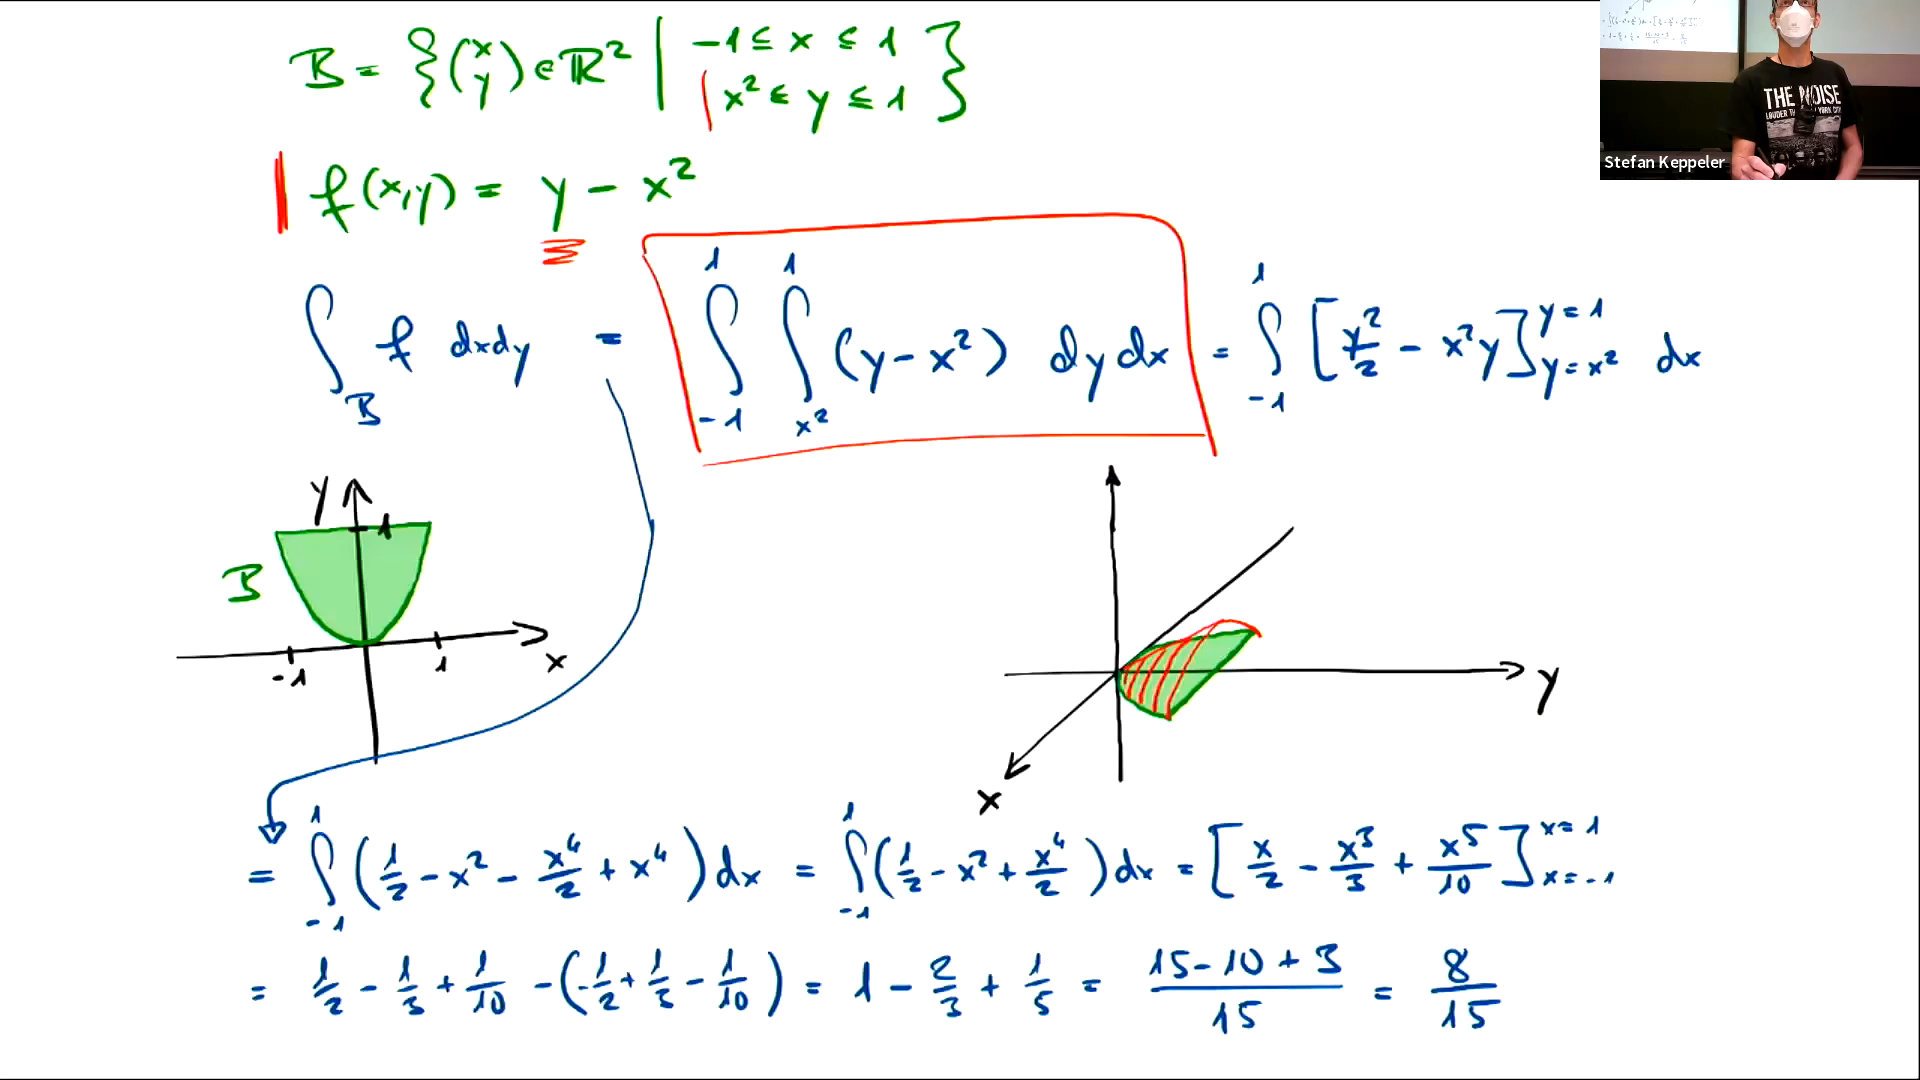 B = {(x y) ∈ ℝ² | -1 ≤ x ≤ 1
x² ≤ y ≤ 1}
THE NOISE
Stefan Keppeler
f(x,y) = y - x²
∫_B f dxdy = ∫_{-1}^{1} ∫_{x²}^{1} (y - x²) dy dx = ∫_{-1}^{1} [y²/2 - x²y]_{y=x²}^{y=1} dx
y
1
B
-1 1 x
y
x
= ∫_{-1}^{1} (1/2 - x² - x⁴/2 + x⁴) dx = ∫_{-1}^{1} (1/2 - x² + x⁴/2) dx = [x/2 - x³/3 + x⁵/10]_{x=-1}^{x=1}
= 1/2 - 1/3 + 1/10 - (-1/2 + 1/3 - 1/10) = 1 - 2/3 + 1/5 = (15 - 10 + 3)/15 = 8/15